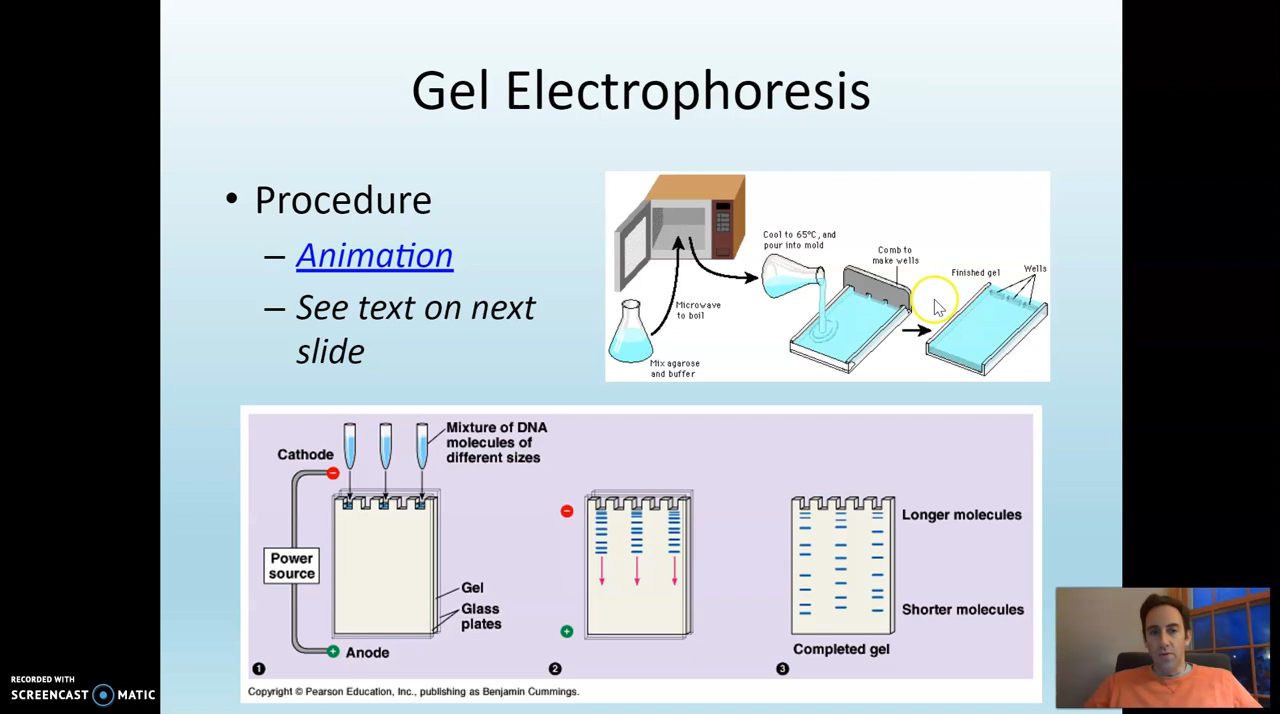 Gel Electrophoresis
• Procedure
– Animation
– See text on next
slide
Cool to 65°C, and
pour into mold
Comb to
make wells
Finished gel
Wells
Microwave
to boil
Mix agarose
and buffer
Mixture of DNA
molecules of
different sizes
Cathode
Power
source
Gel
Glass
plates
Anode
Longer molecules
Shorter molecules
Completed gel
1
2
3
Copyright © Pearson Education, Inc., publishing as Benjamin Cummings.
RECORDED WITH
SCREENCAST MATIC